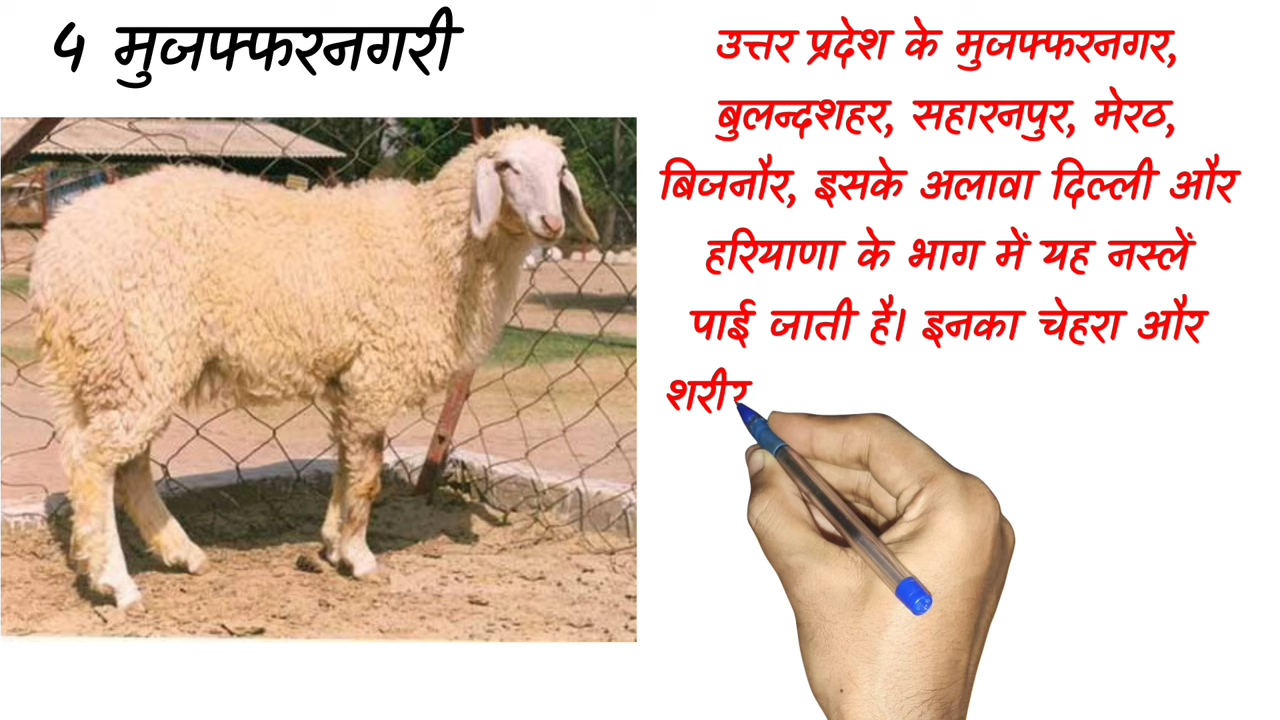 ५ मुजफ्फरनगरी
उत्तर प्रदेश के मुजफ्फरनगर,
बुलन्दशहर, सहारनपुर, मेरठ,
बिजनौर, इसके अलावा दिल्ली और
हरियाणा के भाग में यह नस्लें
पाई जाती है। इनका चेहरा और
शरीर